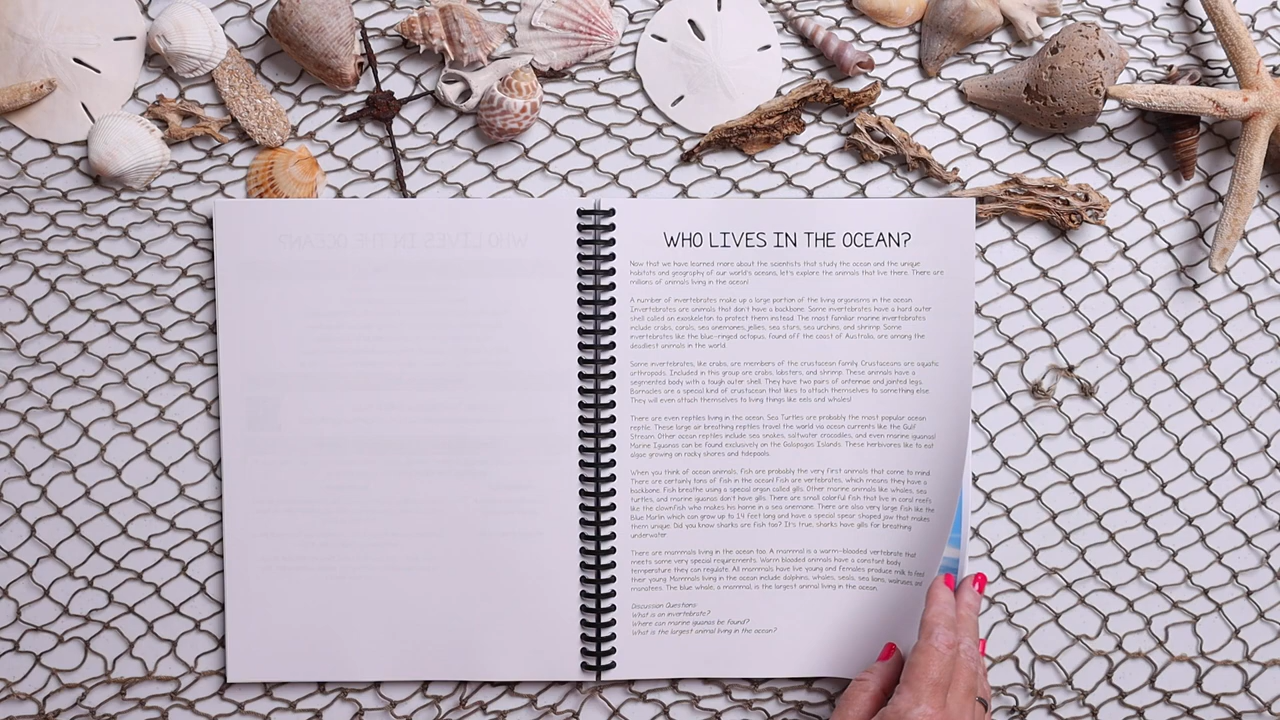 WHO LIVES IN THE OCEAN?
Now that we have learned more about the scientists that study the ocean and the unique
habitats and geography of our world's oceans, let's explore the animals that live there. There are
millions of animals living in the ocean!
A number of invertebrates make up a large portion of the living organisms in the ocean.
Invertebrates are animals that don't have a backbone. Some invertebrates have a hard outer
shell called an exoskeleton to protect them instead. The most familiar marine invertebrates
include crabs, corals, sea anemones, jellies, sea stars, sea urchins, and shrimp. Some
invertebrates like the blue-ringed octopus, found off the coast of Australia, are among the
deadliest animals in the world.
Some invertebrates, like crabs, are members of the crustacean family. Crustaceans are aquatic
arthropods. Included in this group are crabs, lobsters, and shrimp. These animals have a
segmented body with a tough outer shell. They have two pairs of antennae and jointed legs.
Barnacles are a special kind of crustacean that likes to attach themselves to something else.
They will even attach themselves to living things like eels and whales!
There are even reptiles living in the ocean. Sea Turtles are probably the most popular ocean
reptile. These large air breathing reptiles travel the world via ocean currents like the Gulf
Stream. Other ocean reptiles include sea snakes, saltwater crocodiles, and even marine iguanas!
Marine Iguanas can be found exclusively on the Galapagos Islands. These herbivores like to eat
algae growing on rocky shores and tidepools.
When you think of ocean animals, fish are probably the very first animals that come to mind.
There are certainly tons of fish in the ocean! Fish are vertebrates, which means they have a
backbone. Fish breathe using a special organ called gills. Other marine animals like whales, sea
turtles, and marine iguanas don't have gills. There are small colorful fish that live in coral reefs
like the clownfish who makes his home in a sea anemone. There are also very large fish like the
Blue Marlin which can grow up to 14 feet long and have a special spear shaped jaw that makes
them unique. Did you know sharks are fish too? It's true, sharks have gills for breathing
underwater.
There are mammals living in the ocean too. A mammal is a warm-blooded vertebrate that
meets some very special requirements. Warm blooded animals have a constant body
temperature they can regulate. All mammals have live young and females produce milk to feed
their young. Mammals living in the ocean include dolphins, whales, seals, sea lions, walruses, and
manatees. The blue whale, a mammal, is the largest animal living in the ocean.
Discussion Questions:
What is an invertebrate?
Where can marine iguanas be found?
What is the largest animal living in the ocean?